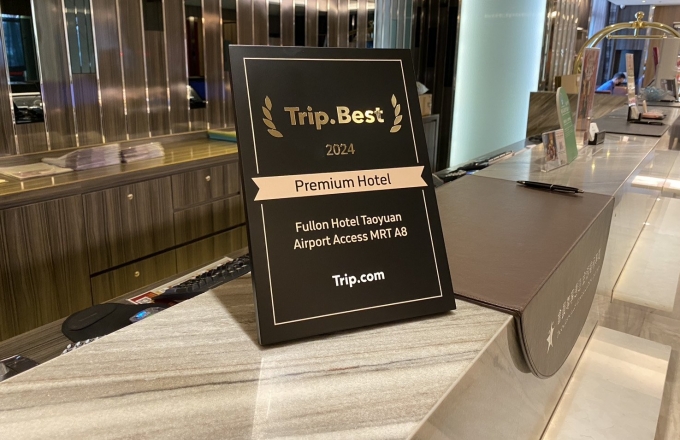 Trip.Best
2024
Premium Hotel
Fullon Hotel Taoyuan
Airport Access MRT A8
Trip.com